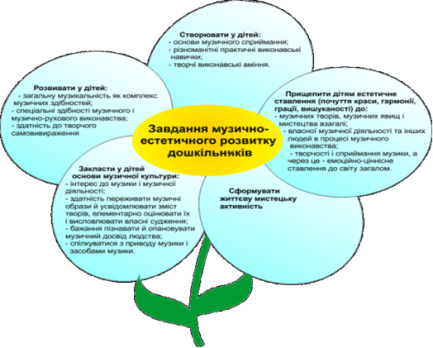 Створювати у дітей:
- основи музичного сприймання;
- різноманітні практичні виконавські
навички;
- творчі виконавські вміння.
Розвивати у дітей:
- загальну музикальність як комплекс
музичних здібностей;
- спеціальні здібності музичного і
музично-рухового виконавства;
- здатність до творчого
самовираження
Прищепити дітям естетичне
ставлення (почуття краси, гармонії,
грації, вишуканості) до:
- музичних творів, музичних явищ і
мистецтва взагалі;
- власної музичної діяльності та інших
людей в процесі музичного
виконавства;
- творчості і сприймання музики, а
через це - емоційно-ціннісне
ставлення до світу загалом.
Завдання музично-
естетичного розвитку
дошкільників
Закласти у дітей
основи музичної культури:
- інтерес до музики і музичної
діяльності;
- здатність переживати музичні
образи й усвідомлювати зміст
творів, елементарно оцінювати їх
і висловлювати власні судження;
- бажання пізнавати й опановувати
музичний досвід людства;
- спілкуватися з приводу музики і
засобами музики.
Сформувати
життєву мистецьку
активність